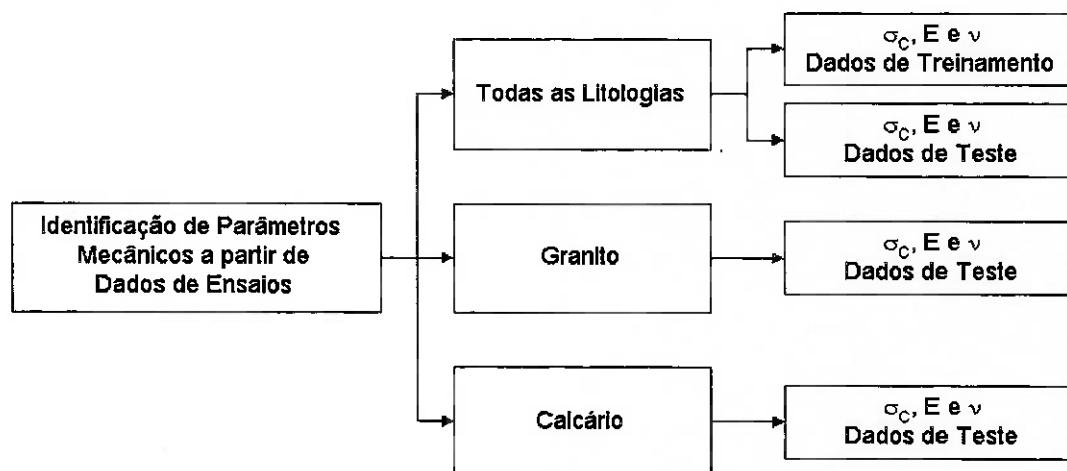 σC, E e ν
Dados de Treinamento
Todas as Litologias
σC, E e ν
Dados de Teste
Identificação de Parâmetros
Mecânicos a partir de
Dados de Ensaios
Granito
σC, E e ν
Dados de Teste
Calcário
σC, E e ν
Dados de Teste